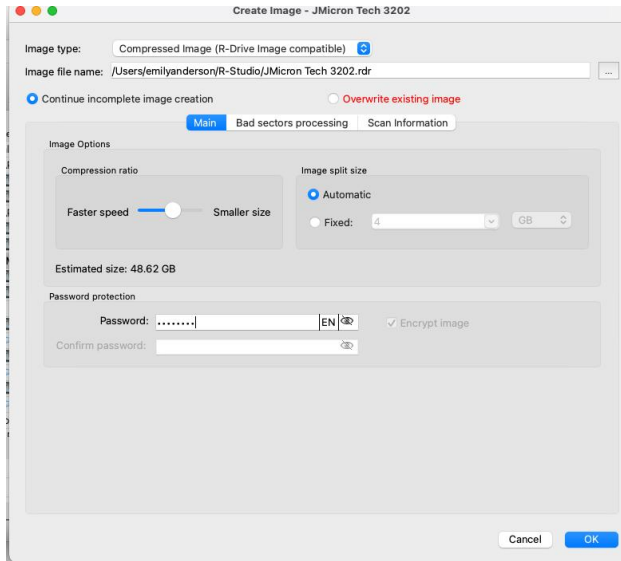 Create Image - JMicron Tech 3202
Image type: Compressed Image (R-Drive Image compatible)
Image file name: /Users/emilyanderson/R-Studio/JMicron Tech 3202.rdr ...
Continue incomplete image creation Overwrite existing image
Main Bad sectors processing Scan Information
Image Options
Compression ratio Image split size
Automatic
Faster speed Smaller size
Fixed: 4 GB
Estimated size: 48.62 GB
Password protection
Password: •••••••• EN Encrypt image
Confirm password:
Cancel OK